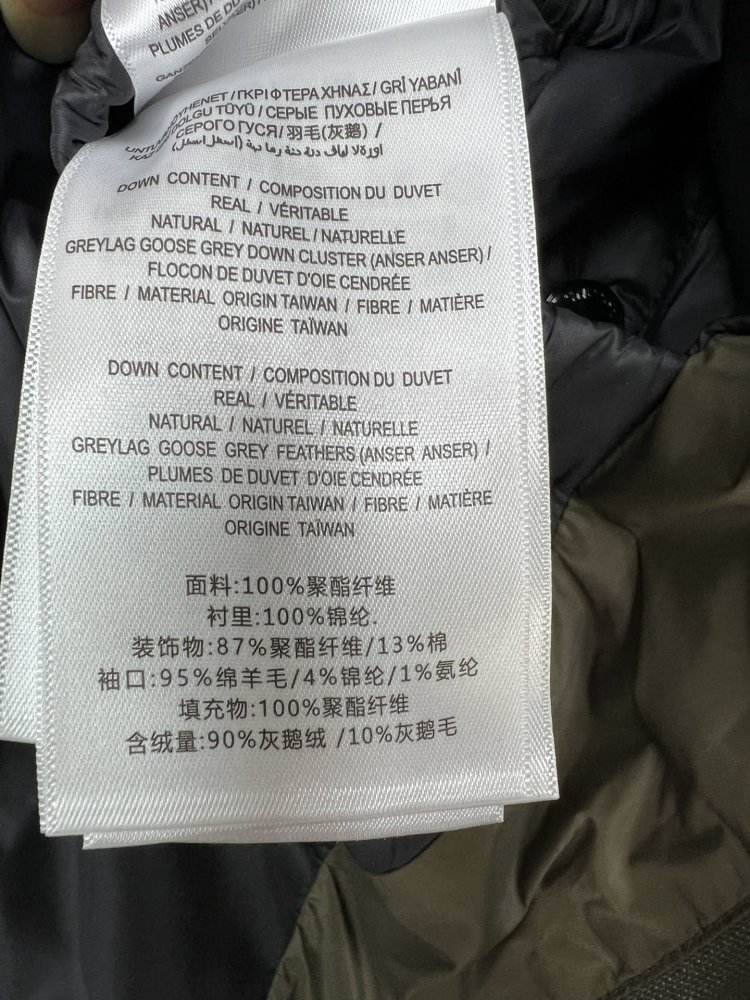 ANSER)
PLUMES DE DU
ГКРІ ФТЕРА ХНΝΑΣ/ GRİ YABANİ
DOLGU TÜYÜ / СЕРЫЕ ПУХОВЫЕ ПЕРЬЯ
СЕРОГО ГУСЯ/ 羽毛(灰鹅) /
DOWN CONTENT / COMPOSITION DU DUVET
REAL / VÉRITABLE
NATURAL / NATUREL / NATURELLE
GREYLAG GOOSE GREY DOWN CLUSTER (ANSER ANSER) /
FLOCON DE DUVET D'OIE CENDRÉE
FIBRE / MATERIAL ORIGIN TAIWAN / FIBRE / MATIÈRE
ORIGINE TAÏWAN
DOWN CONTENT / COMPOSITION DU DUVET
REAL / VÉRITABLE
NATURAL / NATUREL / NATURELLE
GREYLAG GOOSE GREY FEATHERS (ANSER ANSER) /
PLUMES DE DUVET D'OIE CENDRÉE
FIBRE / MATERIAL ORIGIN TAIWAN / FIBRE / MATIÈRE
ORIGINE TAÏWAN
面料:100%聚酯纤维
衬里:100%锦纶.
装饰物:87%聚酯纤维/13%棉
袖口:95%绵羊毛/4%锦纶/1%氨纶
填充物:100%聚酯纤维
含绒量:90%灰鹅绒 /10%灰鹅毛